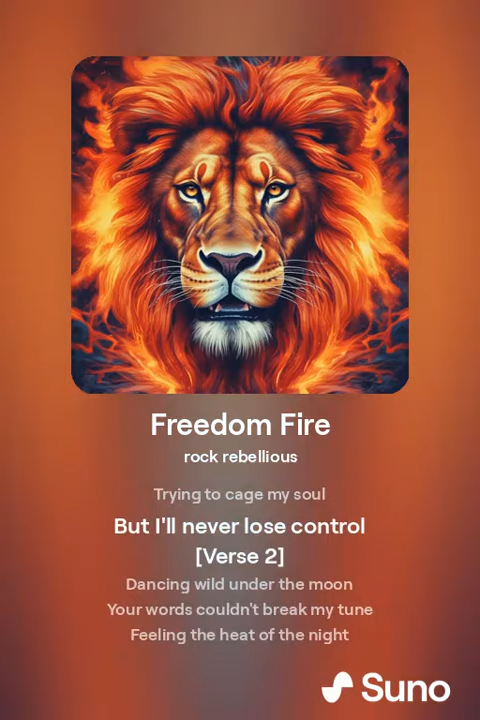 Freedom Fire
rock rebellious
Trying to cage my soul
But I'll never lose control
[Verse 2]
Dancing wild under the moon
Your words couldn't break my tune
Feeling the heat of the night
Suno